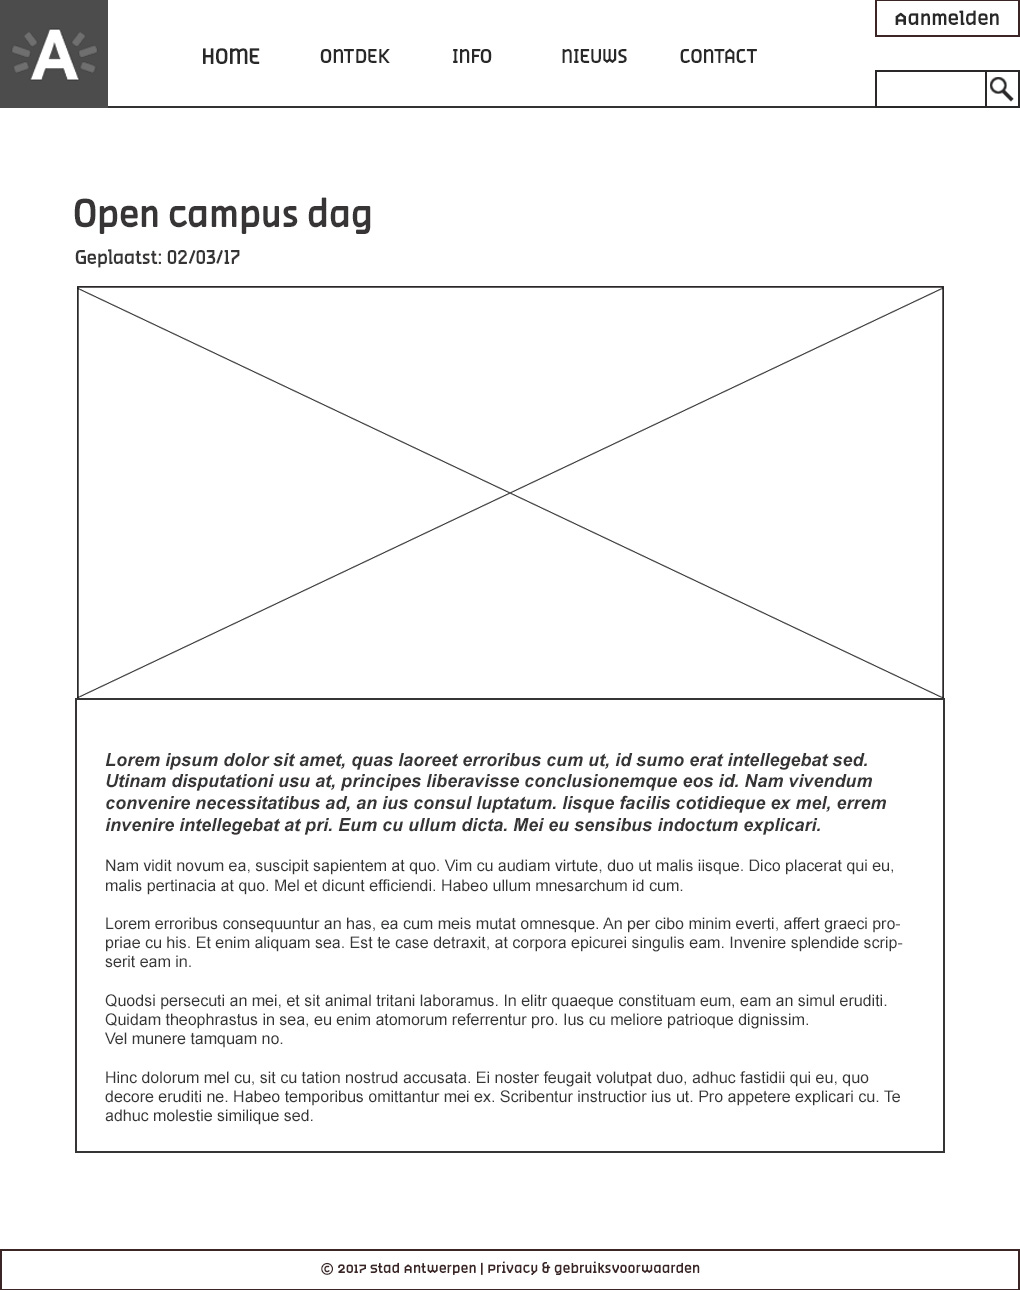 A
HOME
ONTDEK
INFO
NIEUWS
CONTACT
Aanmelden
Open campus dag
Geplaatst: 02/03/17
Lorem ipsum dolor sit amet, quas laoreet erroribus cum ut, id sumo erat intellegebat sed.
Utinam disputationi usu at, principes liberavisse conclusionemque eos id. Nam vivendum
convenire necessitatibus ad, an ius consul luptatum. Iisque facilis cotidieque ex mel, errem
invenire intellegebat at pri. Eum cu ullum dicta. Mei eu sensibus indoctum explicari.
Nam vidit novum ea, suscipit sapientem at quo. Vim cu audiam virtute, duo ut malis iisque. Dico placerat qui eu,
malis pertinacia at quo. Mel et dicunt efficiendi. Habeo ullum mnesarchum id cum.
Lorem erroribus consequuntur an has, ea cum meis mutat omnesque. An per cibo minim everti, affert graeci pro-
priae cu his. Et enim aliquam sea. Est te case detraxit, at corpora epicurei singulis eam. Invenire splendide scrip-
serit eam in.
Quodsi persecuti an mei, et sit animal tritani laboramus. In elitr quaeque constituam eum, eam an simul eruditi.
Quidam theophrastus in sea, eu enim atomorum referrentur pro. Ius cu meliore patrioque dignissim.
Vel munere tamquam no.
Hinc dolorum mel cu, sit cu tation nostrud accusata. Ei noster feugait volutpat duo, adhuc fastidii qui eu, quo
decore eruditi ne. Habeo temporibus omittantur mei ex. Scribentur instructior ius ut. Pro appetere explicari cu. Te
adhuc molestie similique sed.
© 2017 Stad Antwerpen | Privacy & gebruiksvoorwaarden